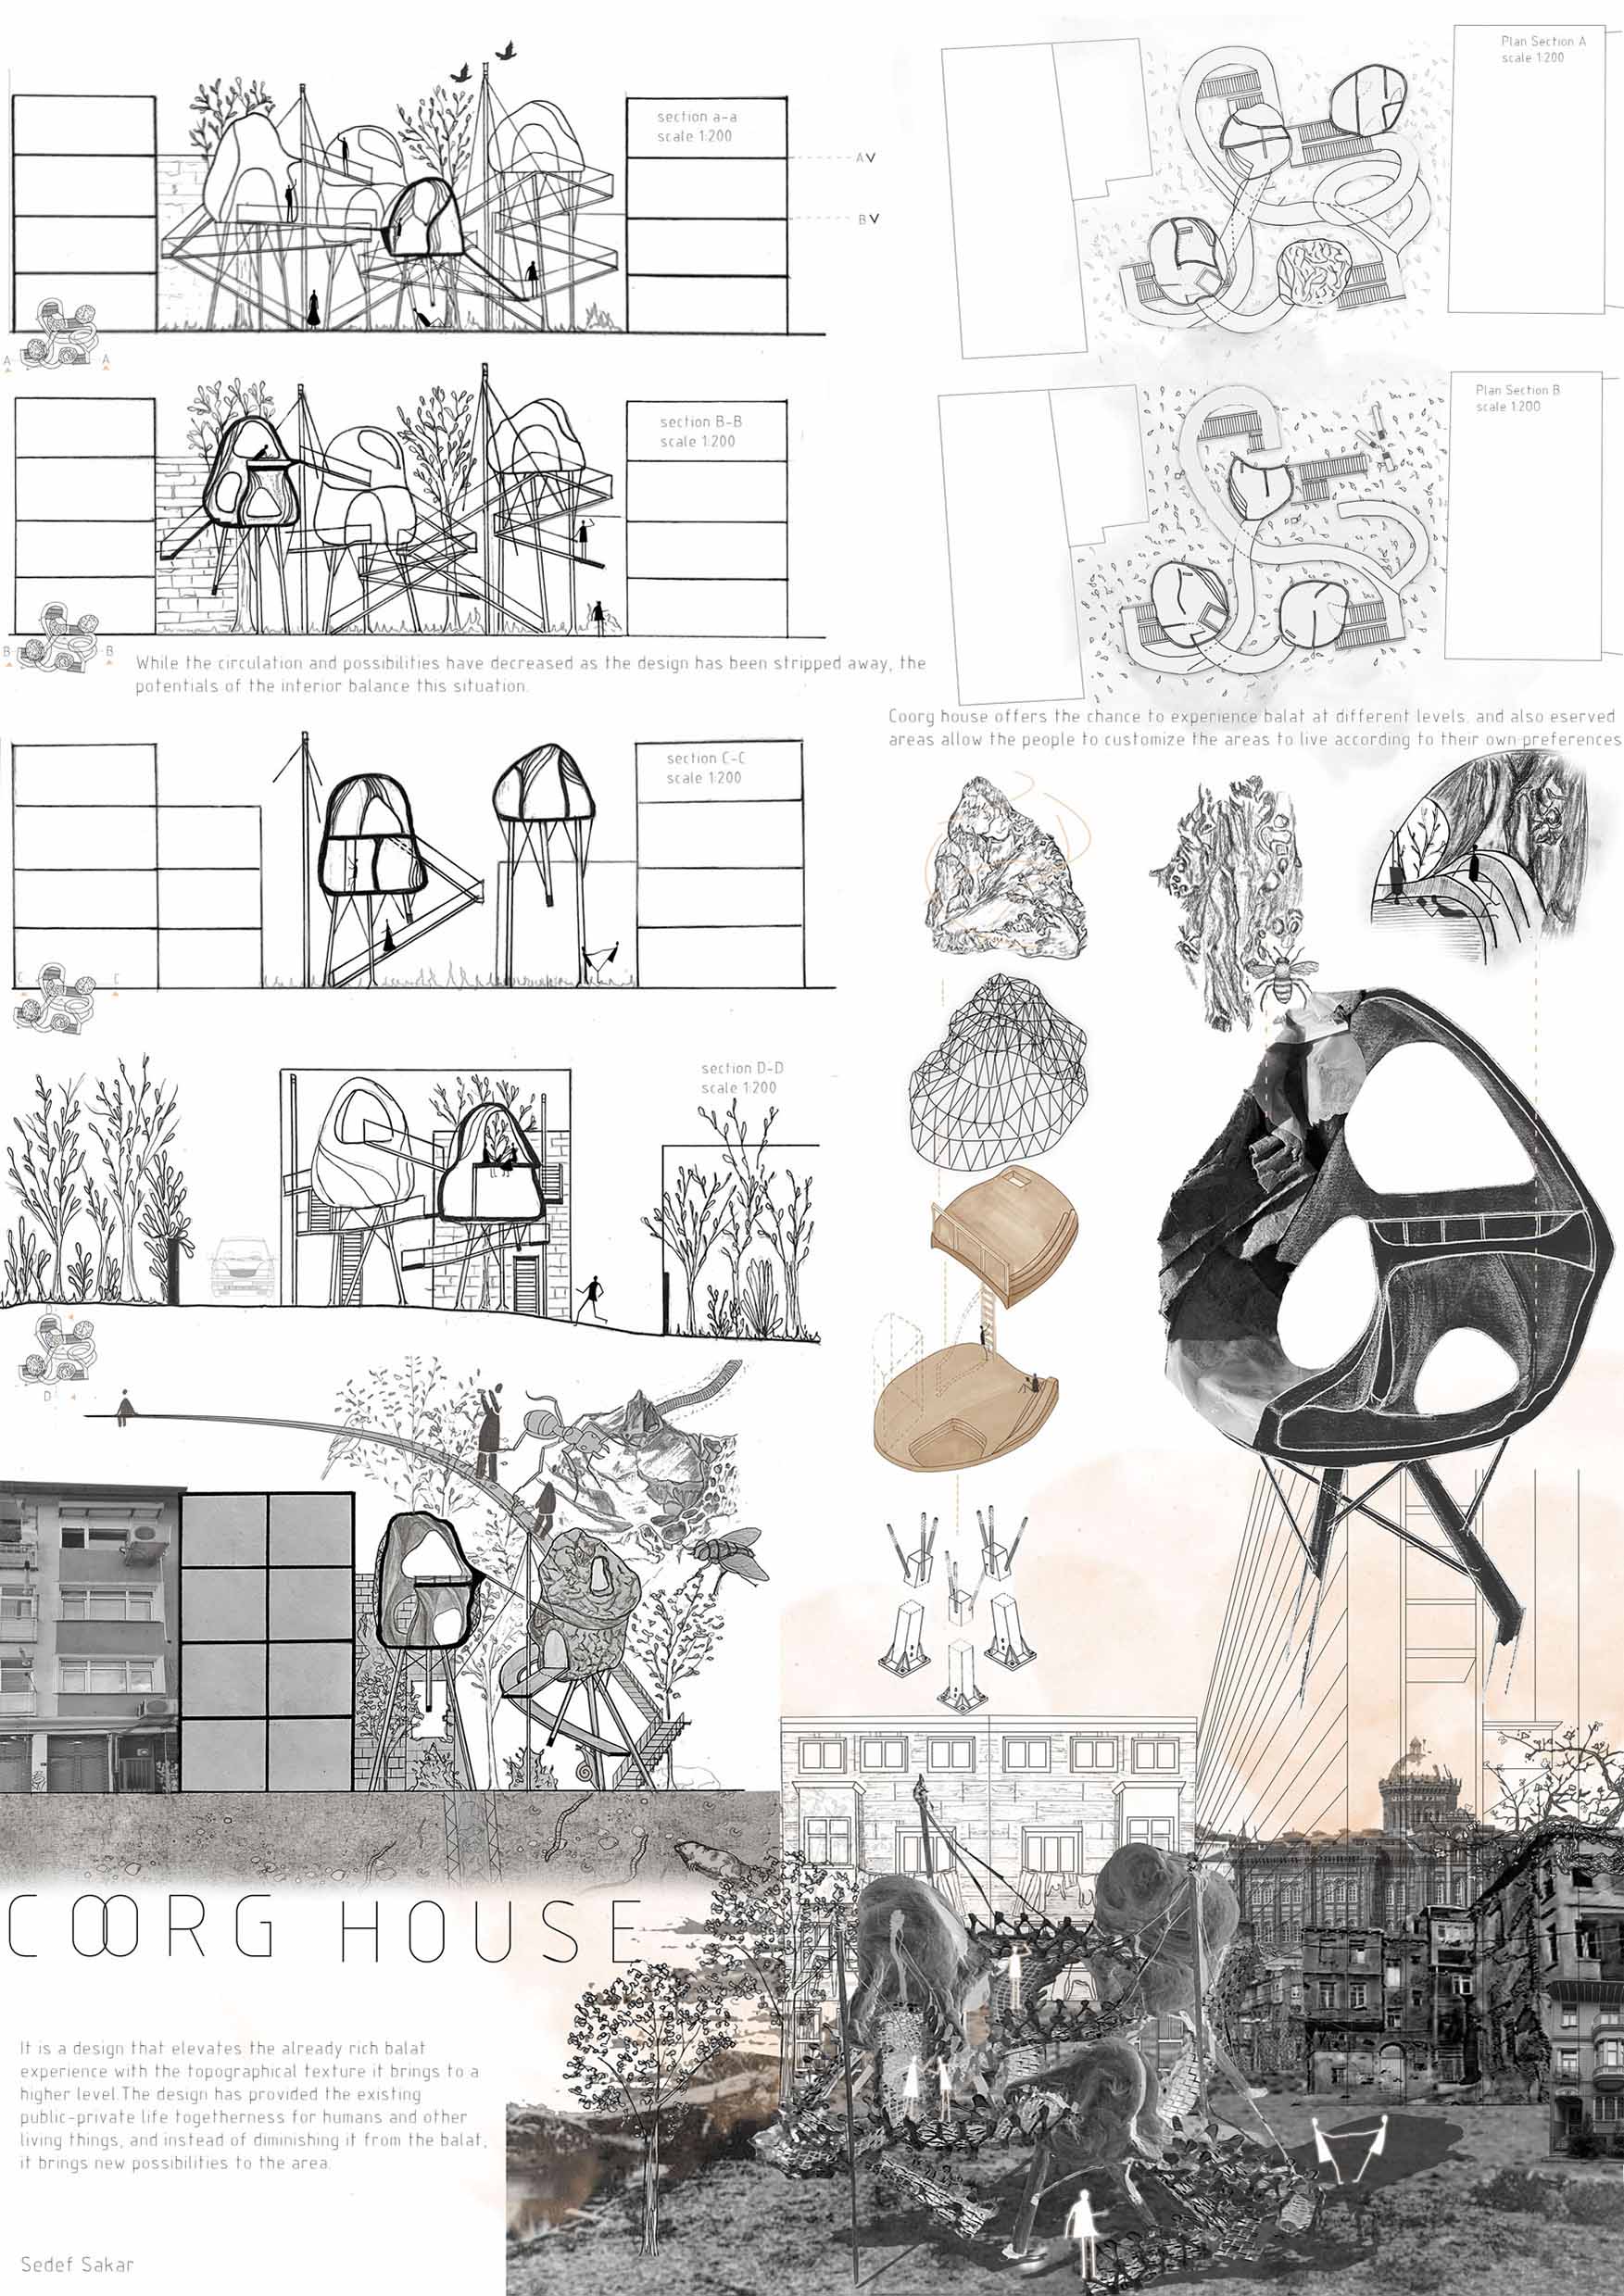 section a-a
scale 1:200
A
B
Plan Section A
scale 1:200
A
A
section B-B
scale 1:200
Plan Section B
scale 1:200
B
B
While the circulation and possibilities have decreased as the design has been stripped away, the
potentials of the interior balance this situation.
Coorg house offers the chance to experience balat at different levels, and also eserved
areas allow the people to customize the areas to live according to their own preferences
section C-C
scale 1:200
C
C
section D-D
scale 1:200
D
D
COORG HOUSE
It is a design that elevates the already rich balat
experience with the topographical texture it brings to a
higher level.The design has provided the existing
public-private life togetherness for humans and other
living things, and instead of diminishing it from the balat,
it brings new possibilities to the area.
Sedef Sakar